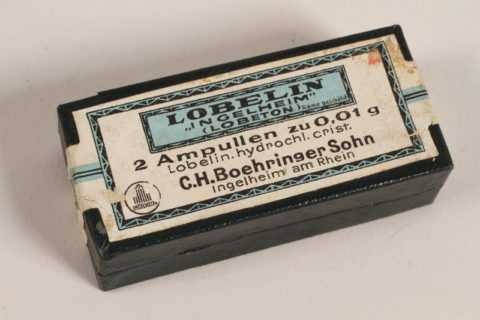 LOBELIN
„INGELHEIM"
(LOBETON)
2 Ampullen zu 0,01 g
Lobelin.hydrochl.crist.
C.H.Boehringer Sohn
Ingelheim am Rhein